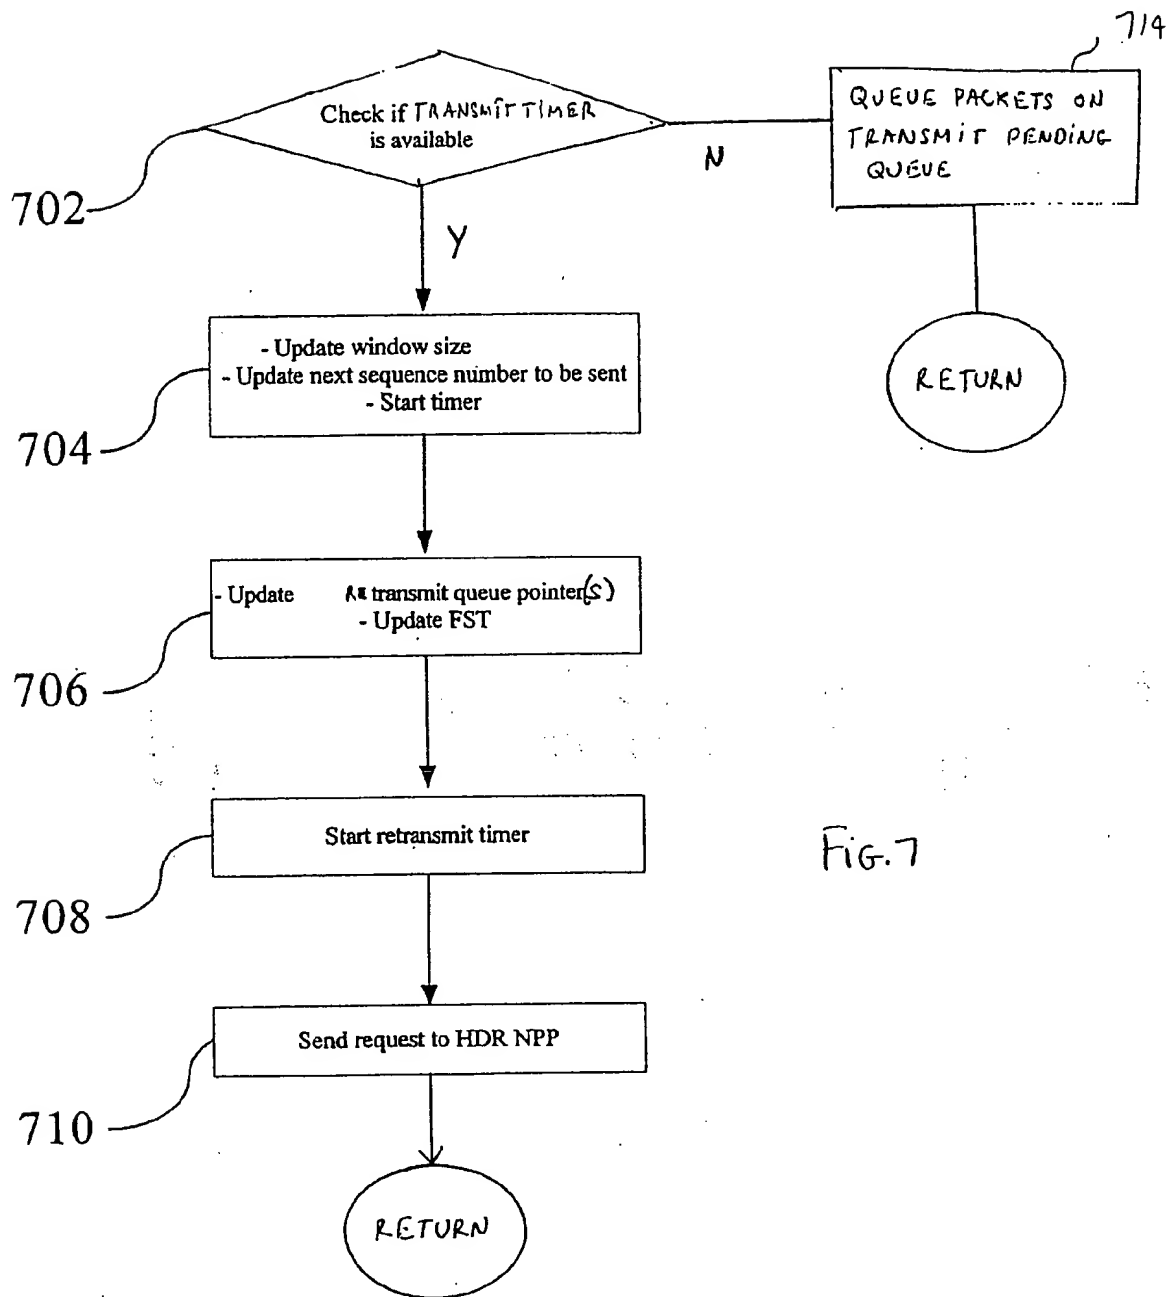 714
Check if TRANSMIT TIMER
is available
702
N
QUEUE PACKETS ON
TRANSMIT PENDING
QUEUE
Y
RETURN
- Update window size
- Update next sequence number to be sent
- Start timer
704
- Update RE transmit queue pointer(s)
- Update FST
706
Start retransmit timer
708
FIG. 7
Send request to HDR NPP
710
RETURN